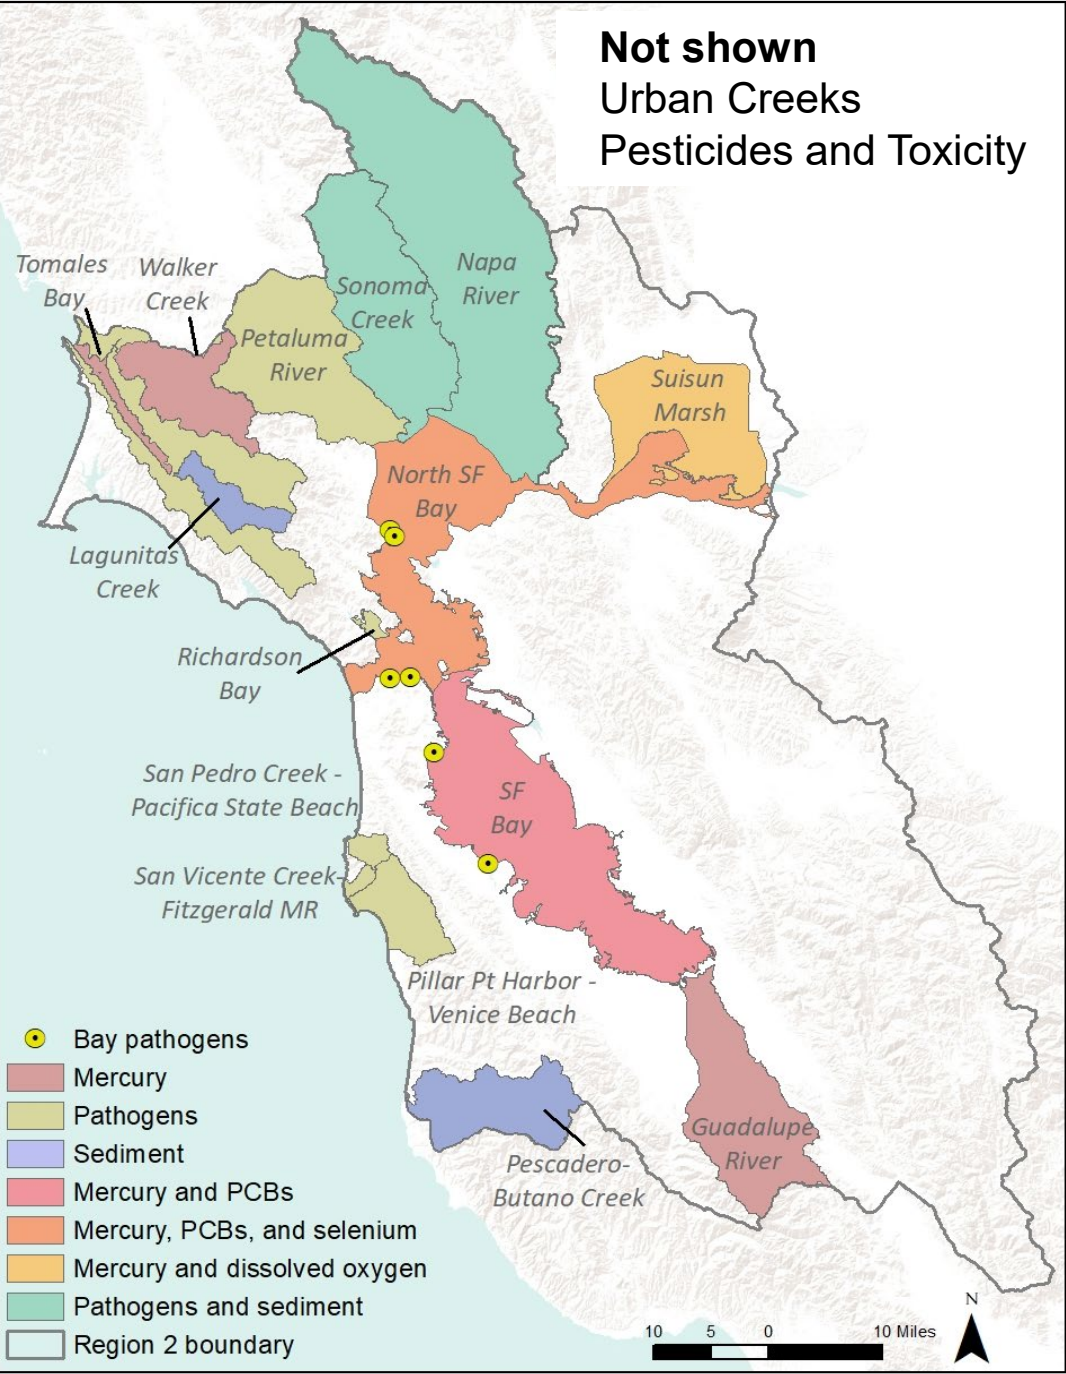 Not shown
Urban Creeks
Pesticides and Toxicity
Tomales
Bay
Walker
Creek
Petaluma
River
Sonoma
Creek
Napa
River
Suisun
Marsh
North SF
Bay
Lagunitas
Creek
Richardson
Bay
San Pedro Creek -
Pacifica State Beach
SF
Bay
San Vicente Creek-
Fitzgerald MR
Pillar Pt Harbor -
Venice Beach
Guadalupe
River
Pescadero-
Butano Creek
Bay pathogens
Mercury
Pathogens
Sediment
Mercury and PCBs
Mercury, PCBs, and selenium
Mercury and dissolved oxygen
Pathogens and sediment
Region 2 boundary
10 5 0 10 Miles
N